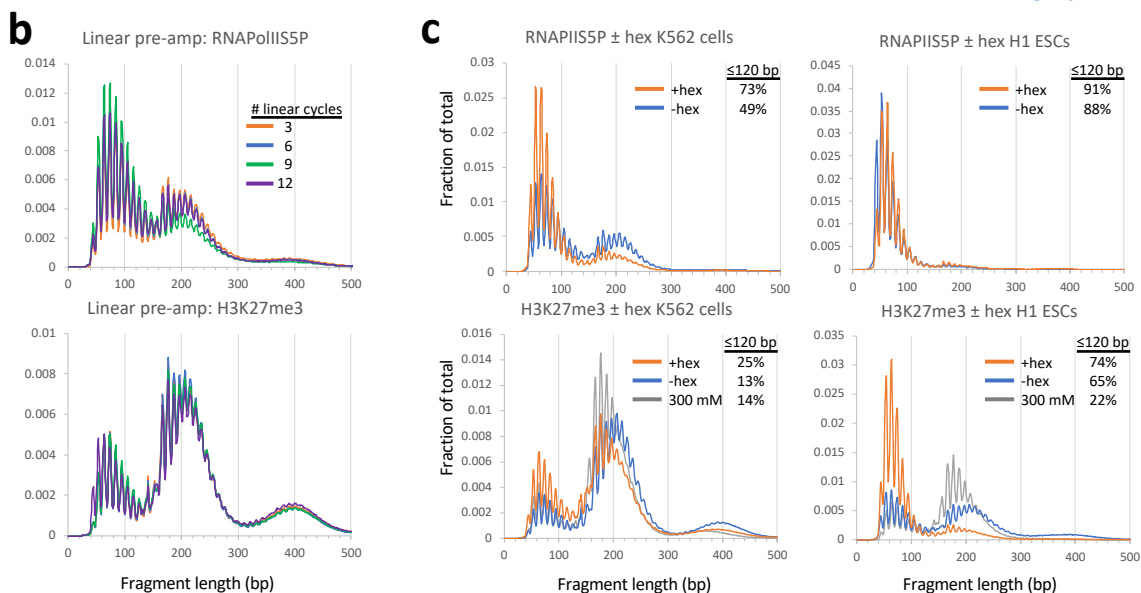 b
Linear pre-amp: RNAPolIIS5P
0.014
0.012
0.01
0.008
0.006
0.004
0.002
0
0 100 200 300 400 500
# linear cycles
3
6
9
12
Linear pre-amp: H3K27me3
0.01
0.008
0.006
0.004
0.002
0
0 100 200 300 400 500
Fragment length (bp)
c
RNAPIIS5P ± hex K562 cells
Fraction of total
0.03
0.025
0.02
0.015
0.01
0.005
0
0 100 200 300 400 500
≤120 bp
+hex 73%
-hex 49%
RNAPIIS5P ± hex H1 ESCs
0.05
0.045
0.04
0.035
0.03
0.025
0.02
0.015
0.01
0.005
0
0 100 200 300 400 500
≤120 bp
+hex 91%
-hex 88%
H3K27me3 ± hex K562 cells
Fraction of total
0.016
0.014
0.012
0.01
0.008
0.006
0.004
0.002
0
0 100 200 300 400 500
≤120 bp
+hex 25%
-hex 13%
300 mM 14%
Fragment length (bp)
H3K27me3 ± hex H1 ESCs
0.035
0.03
0.025
0.02
0.015
0.01
0.005
0
0 100 200 300 400 500
≤120 bp
+hex 74%
-hex 65%
300 mM 22%
Fragment length (bp)